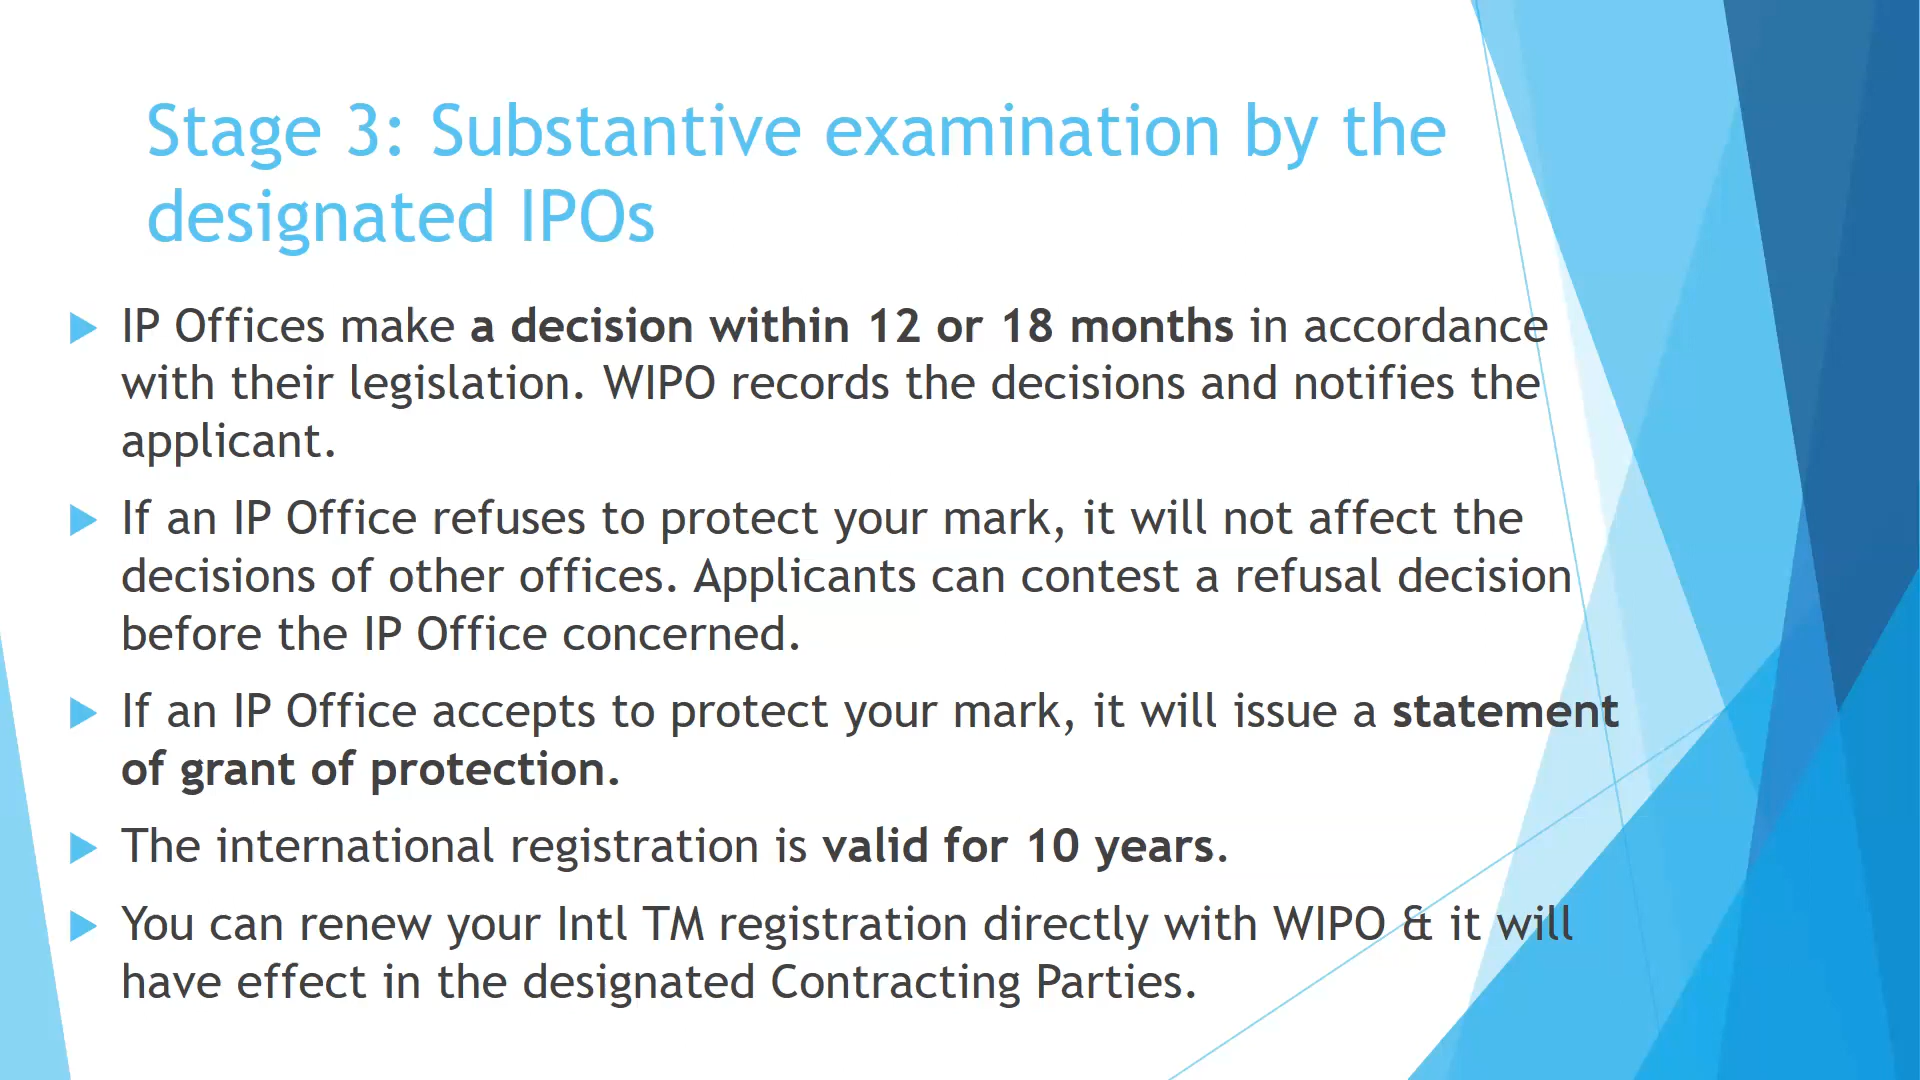 Stage 3: Substantive examination by the
designated IPOs
IP Offices make a decision within 12 or 18 months in accordance
with their legislation. WIPO records the decisions and notifies the
applicant.
If an IP Office refuses to protect your mark, it will not affect the
decisions of other offices. Applicants can contest a refusal decision
before the IP Office concerned.
If an IP Office accepts to protect your mark, it will issue a statement
of grant of protection.
The international registration is valid for 10 years.
You can renew your Intl TM registration directly with WIPO & it will
have effect in the designated Contracting Parties.